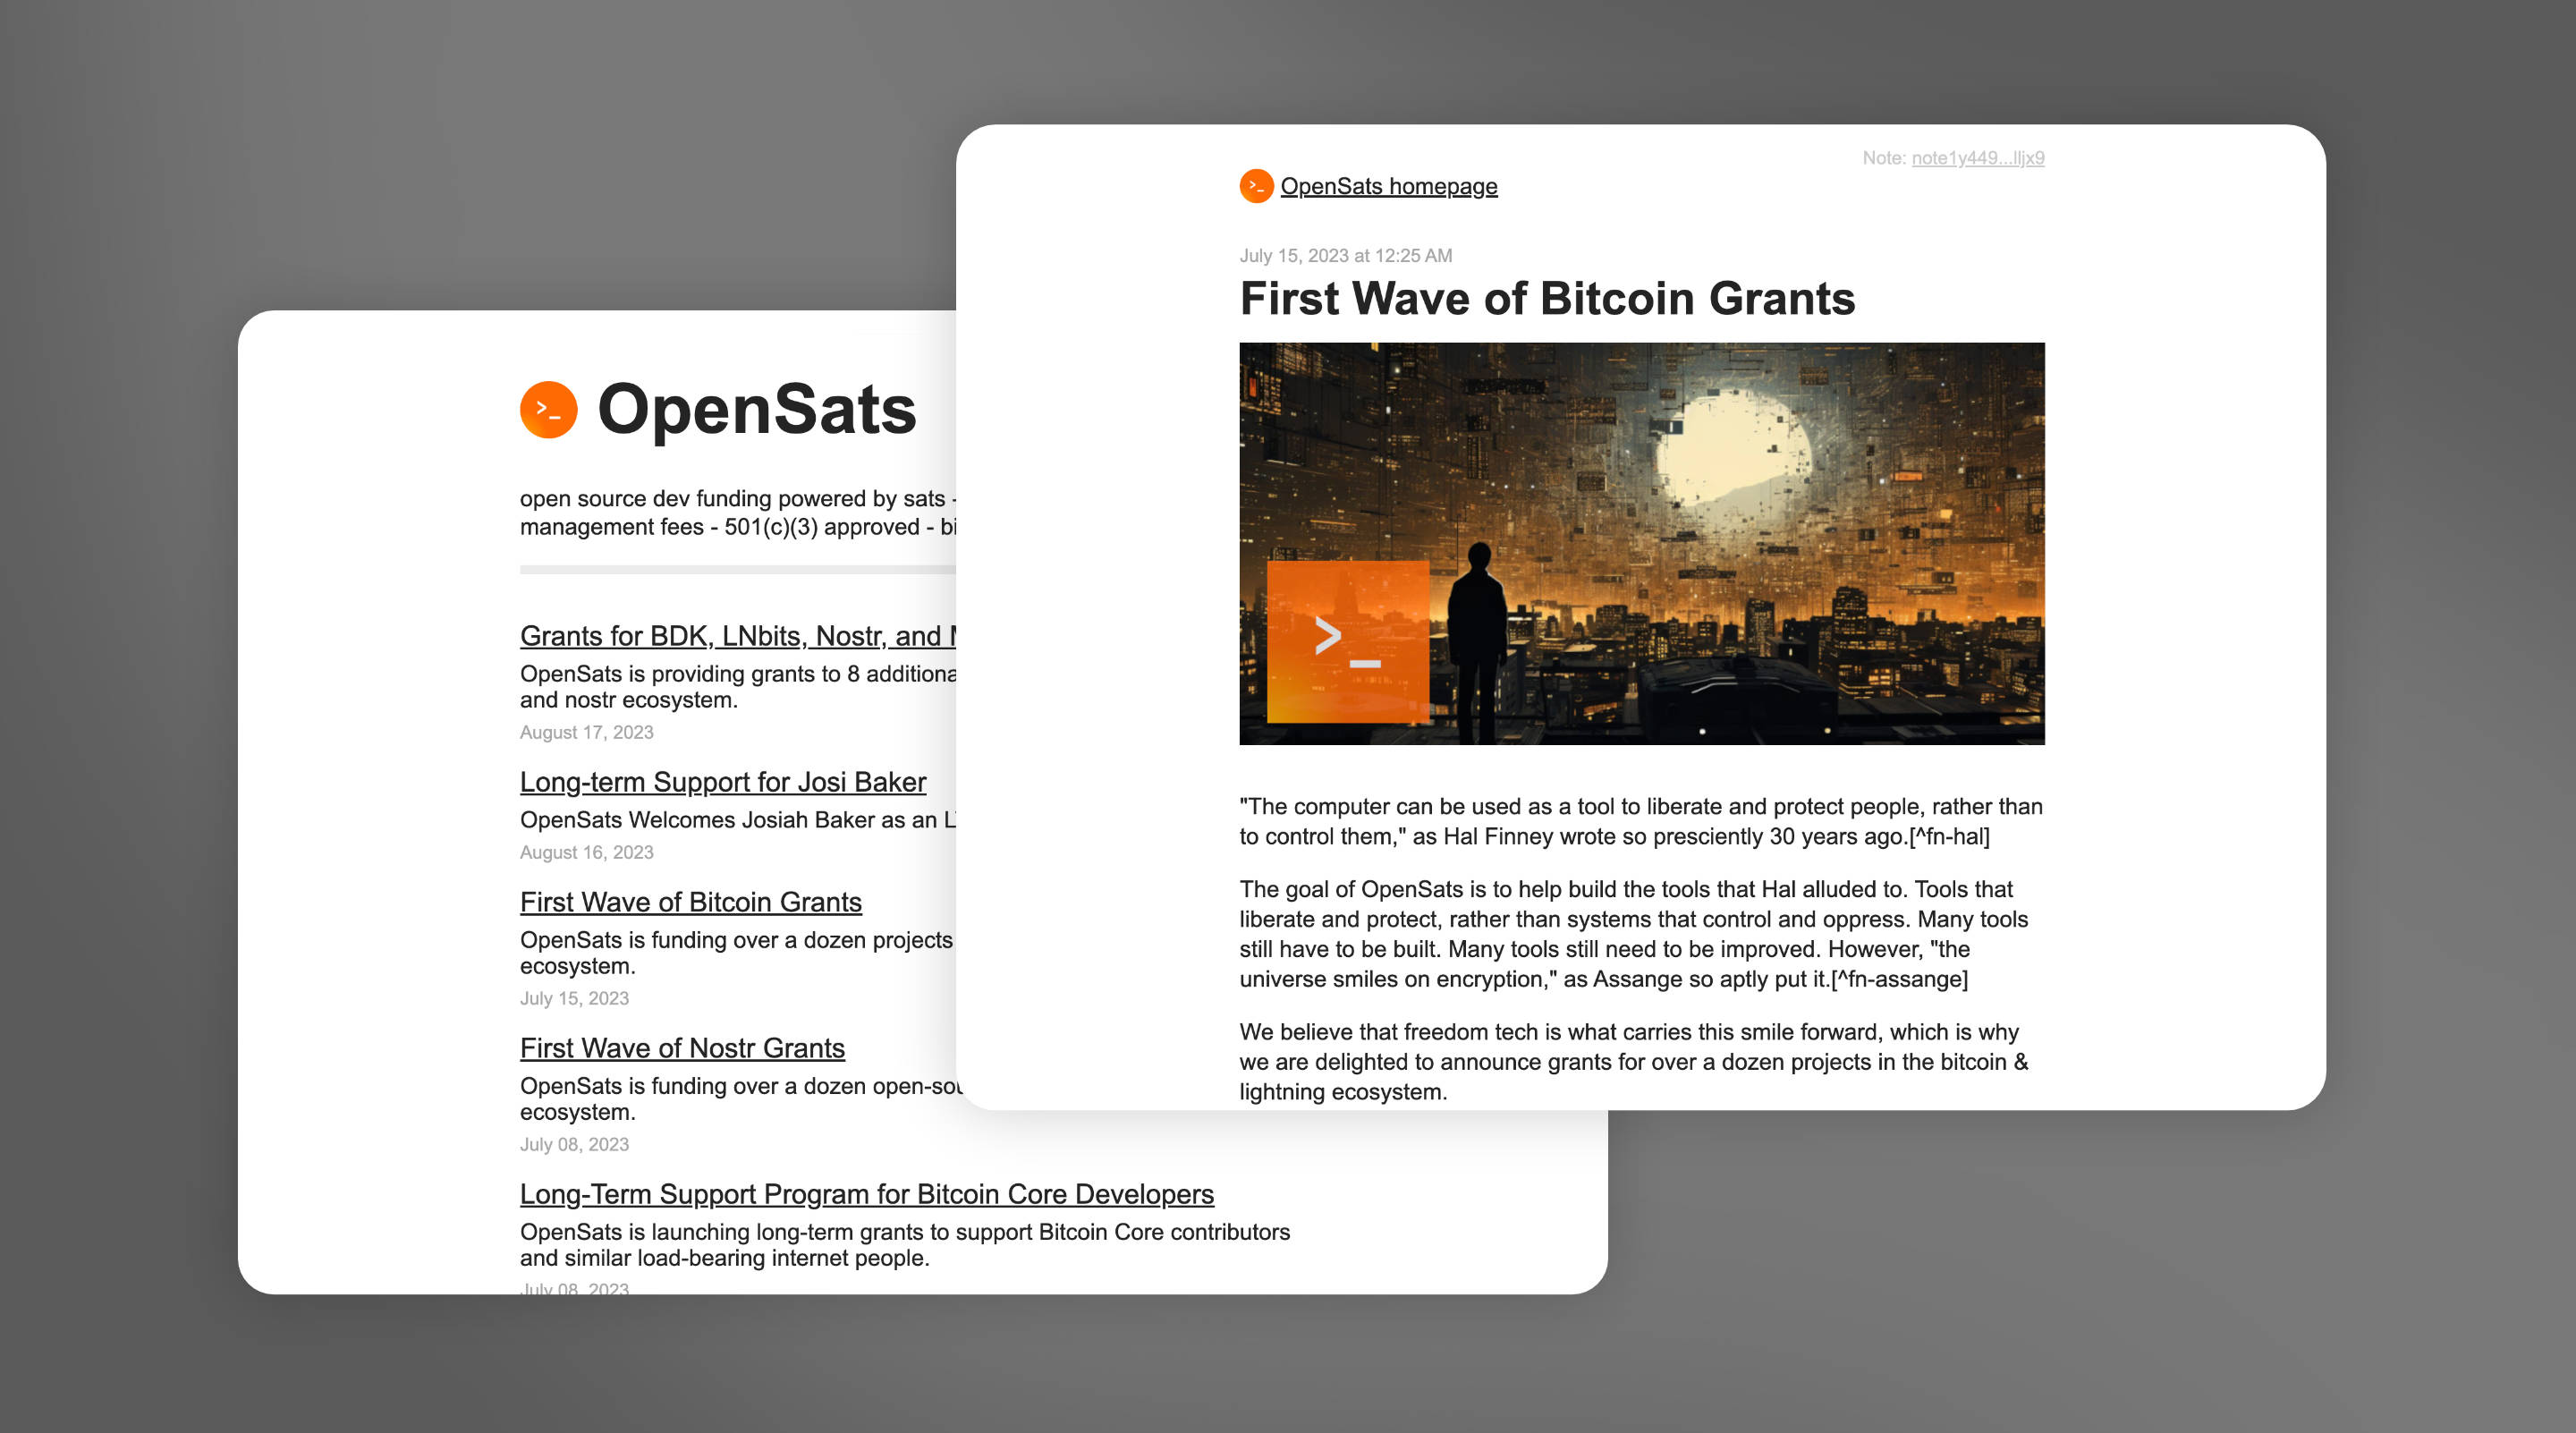 >_ OpenSats
open source dev funding powered by sats -
management fees - 501(c)(3) approved -
Grants for BDK, LNbits, Nostr, and
OpenSats is providing grants to 8
and nostr ecosystem.
August 17, 2023
Long-term Support for Josi Baker
OpenSats Welcomes Josiah Baker as an
August 16, 2023
First Wave of Bitcoin Grants
OpenSats is funding over a dozen projects
ecosystem.
July 15, 2023
First Wave of Nostr Grants
OpenSats is funding over a dozen
ecosystem.
July 08, 2023
Long-Term Support Program for Bitcoin Core Developers
OpenSats is launching long-term grants to support Bitcoin Core contributors
and similar load-bearing internet people.
July 08, 2023
Note: note1y449...lljx9
>_ OpenSats homepage
July 15, 2023 at 12:25 AM
First Wave of Bitcoin Grants
>_
"The computer can be used as a tool to liberate and protect people, rather than
to control them," as Hal Finney wrote so presciently 30 years ago.[^fn-hal]
The goal of OpenSats is to help build the tools that Hal alluded to. Tools that
liberate and protect, rather than systems that control and oppress. Many tools
still have to be built. Many tools still need to be improved. However, "the
universe smiles on encryption," as Assange so aptly put it.[^fn-assange]
We believe that freedom tech is what carries this smile forward, which is why
we are delighted to announce grants for over a dozen projects in the bitcoin &
lightning ecosystem.